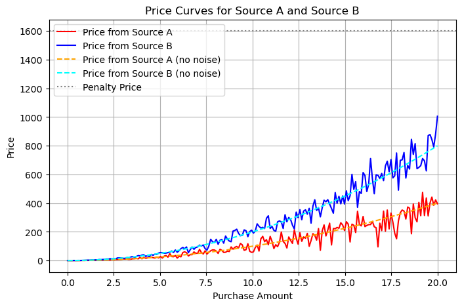 Price Curves for Source A and Source B
Price from Source A
Price from Source B
Price from Source A (no noise)
Price from Source B (no noise)
Penalty Price
Price
1600
1400
1200
1000
800
600
400
200
0
0.0 2.5 5.0 7.5 10.0 12.5 15.0 17.5 20.0
Purchase Amount